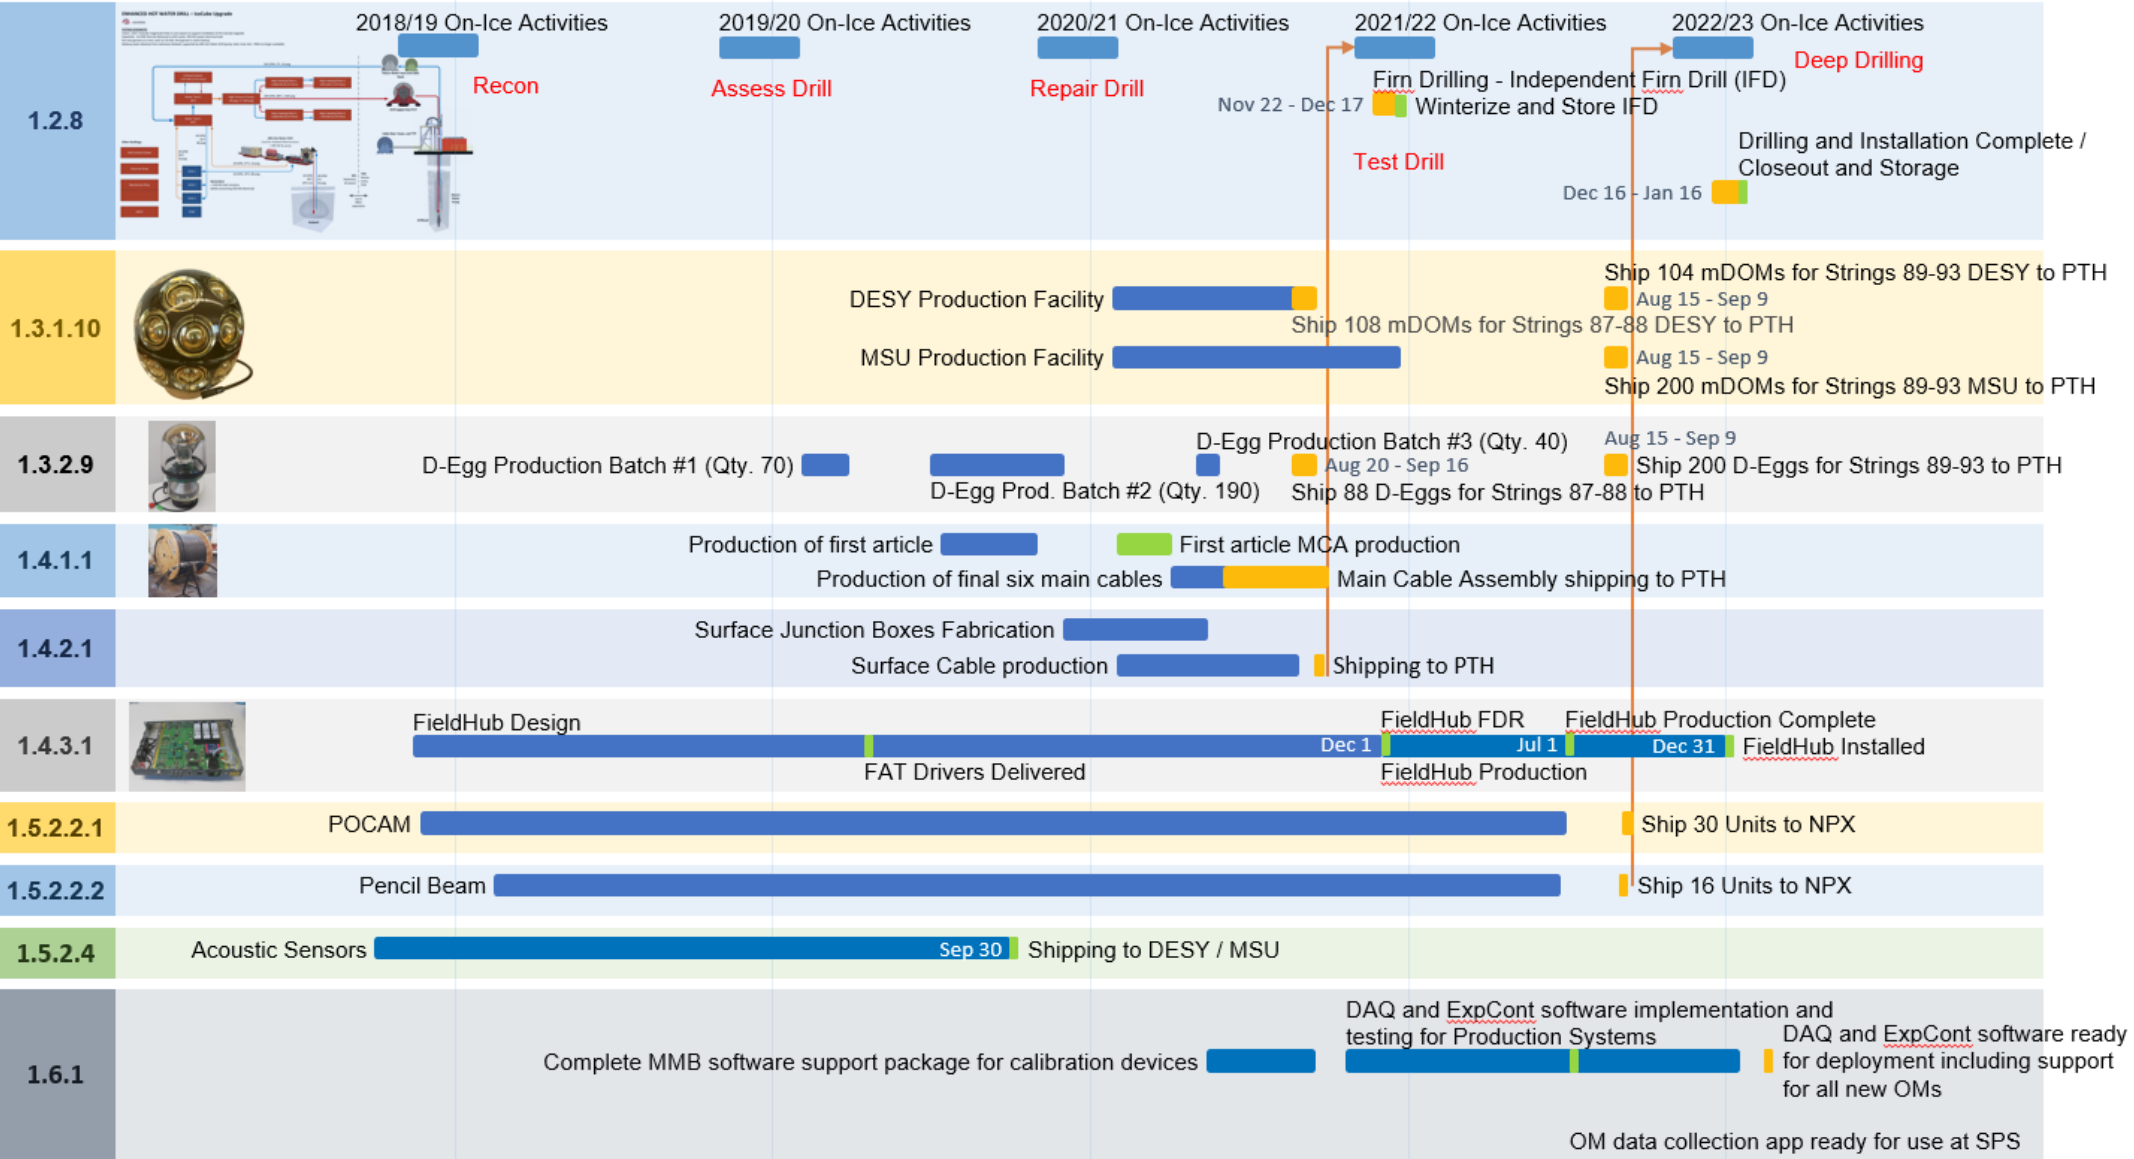 ENHANCED HOT WATER DRILL – IceCube Upgrade
2018/19 On-Ice Activities
2019/20 On-Ice Activities
2020/21 On-Ice Activities
2021/22 On-Ice Activities
2022/23 On-Ice Activities
Recon
Assess Drill
Repair Drill
Deep Drilling
Firn Drilling - Independent Firn Drill (IFD)
1.2.8
Nov 22 - Dec 17
Winterize and Store IFD
Test Drill
Drilling and Installation Complete /
Closeout and Storage
Dec 16 - Jan 16
1.3.1.10
Ship 104 mDOMs for Strings 89-93 DESY to PTH
DESY Production Facility
Aug 15 - Sep 9
Ship 108 mDOMs for Strings 87-88 DESY to PTH
MSU Production Facility
Aug 15 - Sep 9
Ship 200 mDOMs for Strings 89-93 MSU to PTH
1.3.2.9
D-Egg Production Batch #3 (Qty. 40)
Aug 15 - Sep 9
D-Egg Production Batch #1 (Qty. 70)
Aug 20 - Sep 16
Ship 200 D-Eggs for Strings 89-93 to PTH
D-Egg Prod. Batch #2 (Qty. 190)
Ship 88 D-Eggs for Strings 87-88 to PTH
1.4.1.1
Production of first article
First article MCA production
Production of final six main cables
Main Cable Assembly shipping to PTH
1.4.2.1
Surface Junction Boxes Fabrication
Surface Cable production
Shipping to PTH
1.4.3.1
FieldHub Design
FieldHub FDR
FieldHub Production Complete
Dec 1
Jul 1
Dec 31
FieldHub Installed
FAT Drivers Delivered
FieldHub Production
1.5.2.2.1
POCAM
Ship 30 Units to NPX
1.5.2.2.2
Pencil Beam
Ship 16 Units to NPX
1.5.2.4
Acoustic Sensors
Sep 30
Shipping to DESY / MSU
1.6.1
DAQ and ExpCont software implementation and
testing for Production Systems
Complete MMB software support package for calibration devices
DAQ and ExpCont software ready
for deployment including support
for all new OMs
OM data collection app ready for use at SPS